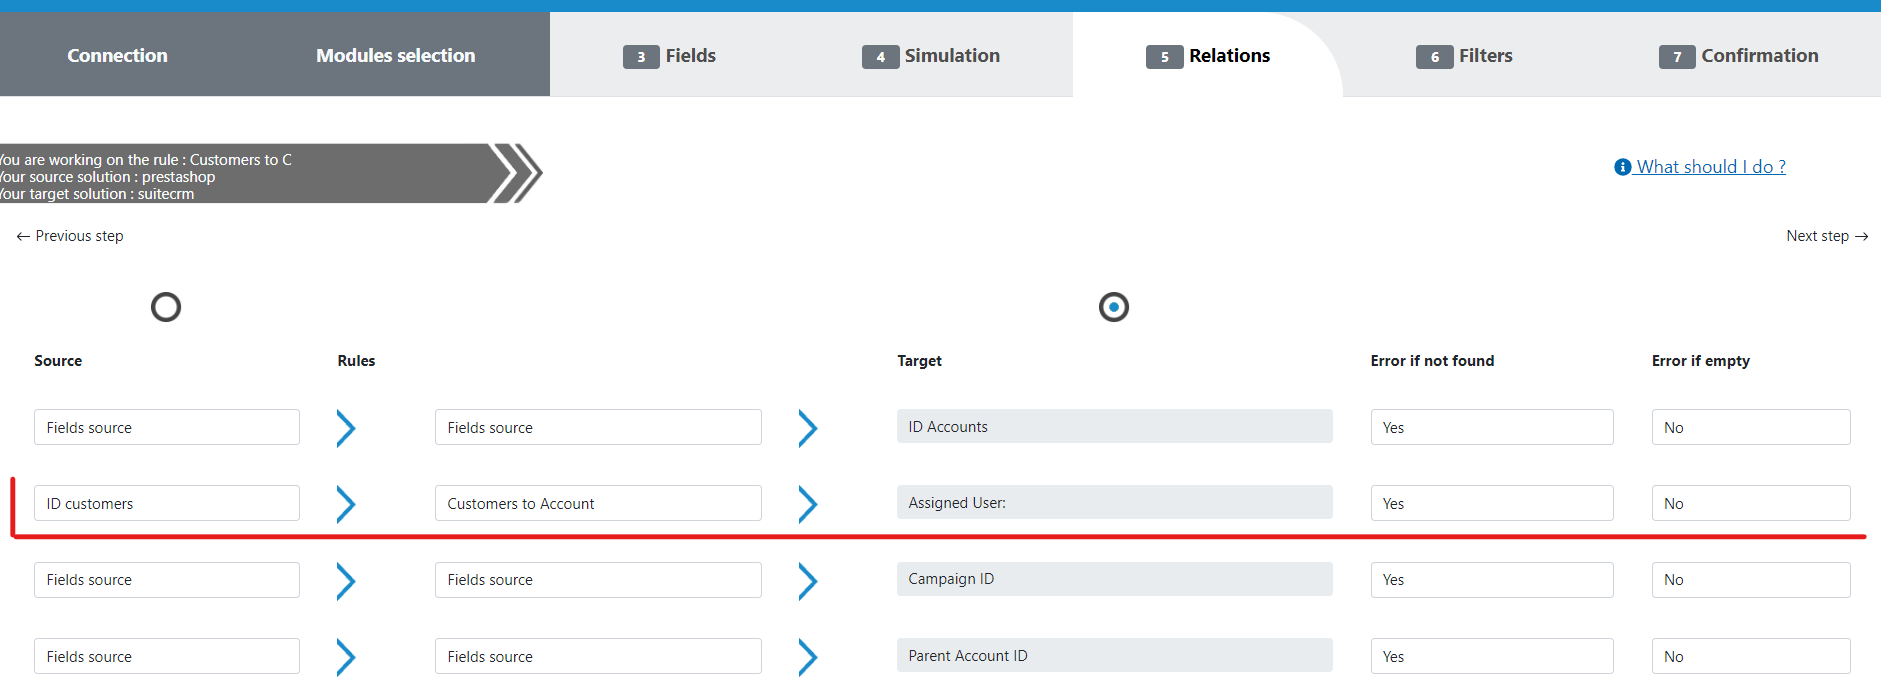 Connection
Modules selection
3 Fields
4 Simulation
5 Relations
6 Filters
7 Confirmation
You are working on the rule : Customers to C
Your source solution : prestashop
Your target solution : suitecrm
What should I do ?
← Previous step
Next step →
Source Rules Target Error if not found Error if empty
Fields source Fields source ID Accounts Yes No
ID customers Customers to Account Assigned User: Yes No
Fields source Fields source Campaign ID Yes No
Fields source Fields source Parent Account ID Yes No